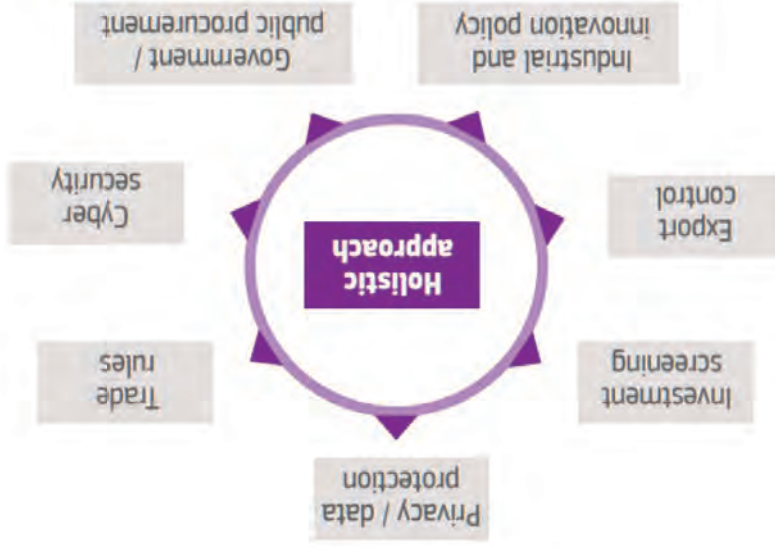 Privacy / data
protection
Investment
screening
Trade
rules
Holistic
approach
Export
control
Cyber
security
Industrial and
innovation policy
Government /
public procurement